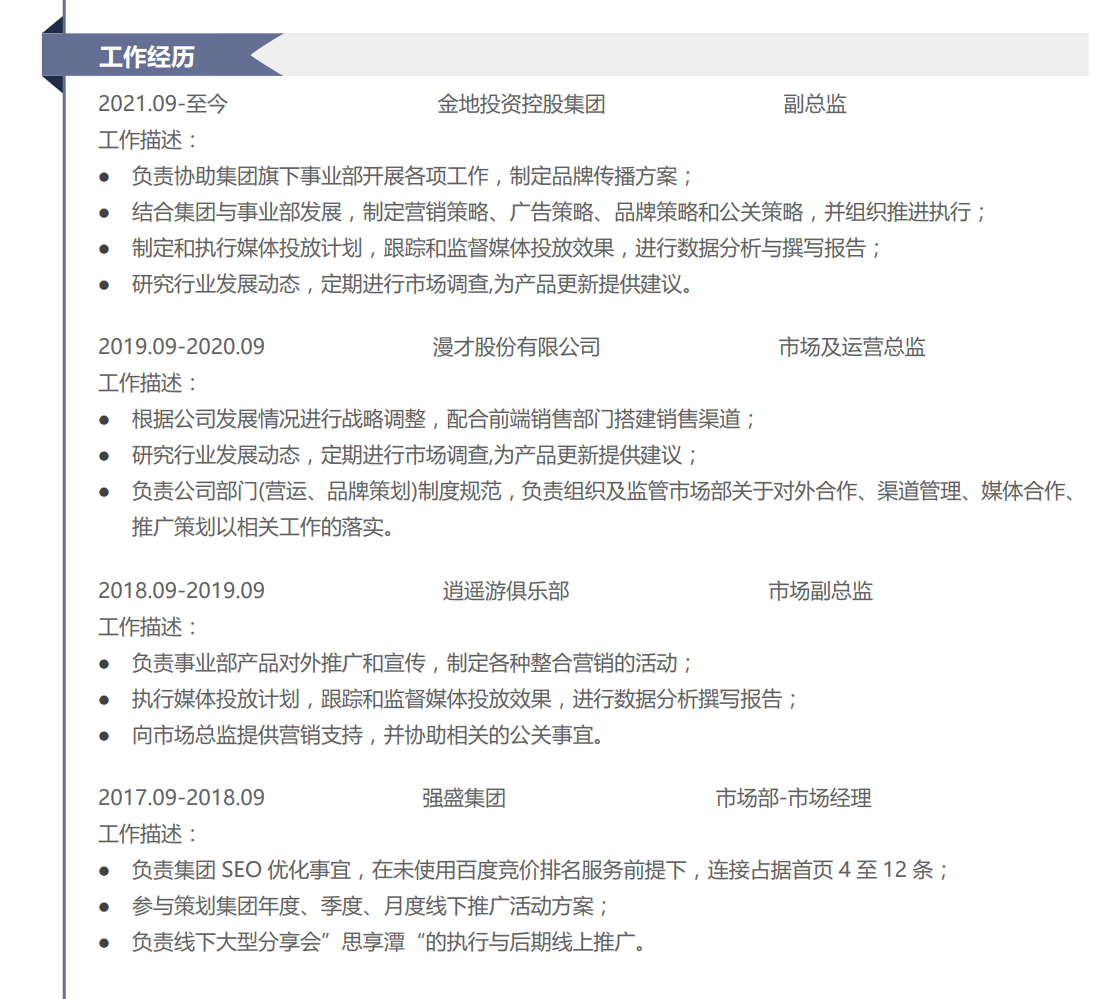 工作经历
2021.09-至今 金地投资控股集团 副总监
工作描述：
● 负责协助集团旗下事业部开展各项工作，制定品牌传播方案；
● 结合集团与事业部发展，制定营销策略、广告策略、品牌策略和公关策略，并组织推进执行；
● 制定和执行媒体投放计划，跟踪和监督媒体投放效果，进行数据分析与撰写报告；
● 研究行业发展动态，定期进行市场调查,为产品更新提供建议。
2019.09-2020.09 漫才股份有限公司 市场及运营总监
工作描述：
● 根据公司发展情况进行战略调整，配合前端销售部门搭建销售渠道；
● 研究行业发展动态，定期进行市场调查,为产品更新提供建议；
● 负责公司部门(营运、品牌策划)制度规范，负责组织及监管市场部关于对外合作、渠道管理、媒体合作、
推广策划以相关工作的落实。
2018.09-2019.09 逍遥游俱乐部 市场副总监
工作描述：
● 负责事业部产品对外推广和宣传，制定各种整合营销的活动；
● 执行媒体投放计划，跟踪和监督媒体投放效果，进行数据分析撰写报告；
● 向市场总监提供营销支持，并协助相关的公关事宜。
2017.09-2018.09 强盛集团 市场部-市场经理
工作描述：
● 负责集团 SEO 优化事宜，在未使用百度竞价排名服务前提下，连接占据首页 4 至 12 条；
● 参与策划集团年度、季度、月度线下推广活动方案；
● 负责线下大型分享会”思享潭“的执行与后期线上推广。